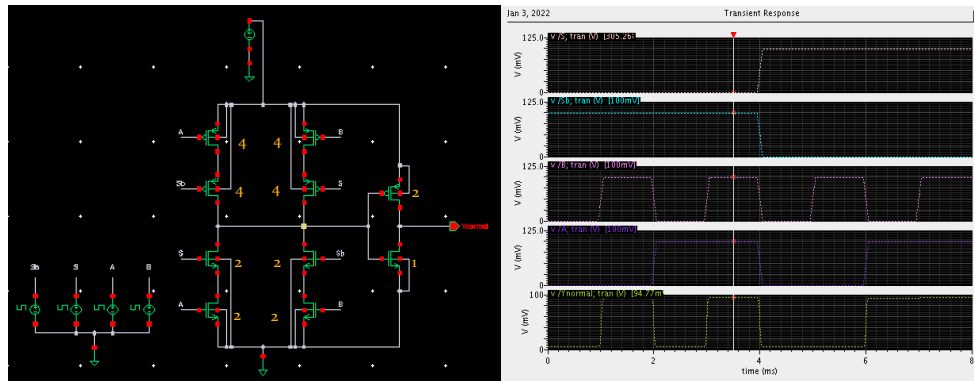 Jan 3, 2022
Transient Response
A
4
4
B
Sb
4
4
S
2
Ynormal
S
2
2
Sb
1
A
2
2
B
Sb
S
A
B
v /S; tran (V) [305.26
125.0
V (mV)
0
v /Sb; tran (V) [100mV]
125.0
V (mV)
0
v /B; tran (V) [100mV]
125.0
V (mV)
0
v /A; tran (V) [100mV]
125.0
V (mV)
0
v /Ynormal; tran (V) [94.77m
100
V (mV)
0
0
2
4
6
8
time (ms)